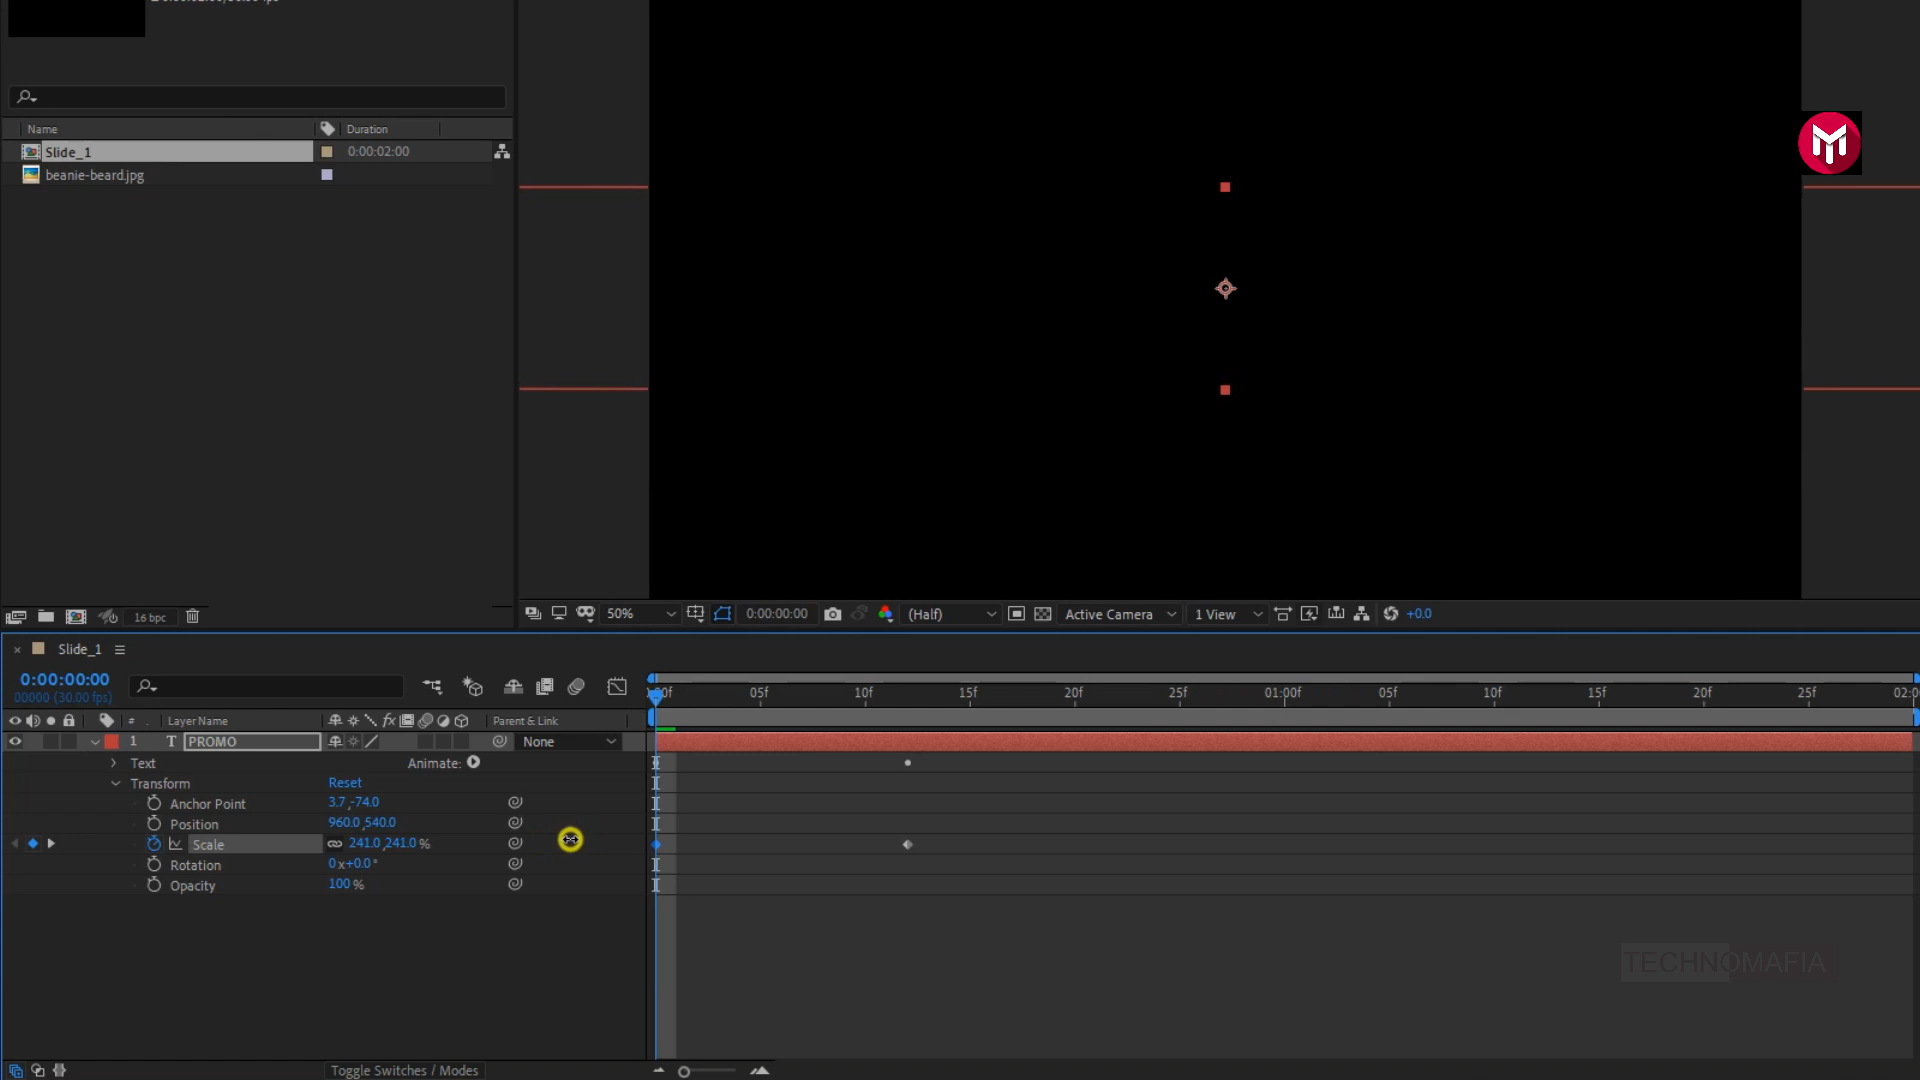 Name Duration
Slide_1 0:00:02:00
beanie-beard.jpg
16 bpc
50% 0:00:00:00 (Half) Active Camera 1 View +0.0
Slide_1
0:00:00:00
00000 (30.00 fps)
:00f 05f 10f 15f 20f 25f 01:00f 05f 10f 15f 20f 25f 02:00
# Layer Name Parent & Link
1 T PROMO None
Text Animate:
Transform Reset
Anchor Point 3.7,-74.0
Position 960.0,540.0
Scale 241.0,241.0 %
Rotation 0x+0.0°
Opacity 100 %
TECHNOMAFIA
Toggle Switches / Modes